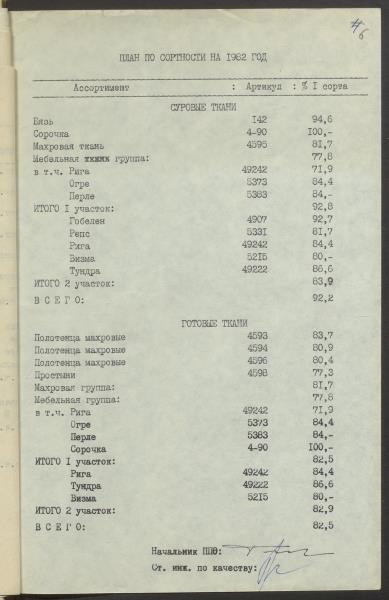 6
ПЛАН ПО СОРТНОСТИ НА 1982 ГОД
Ассортимент : Артикул : % I сорта
СУРОВЫЕ ТКАНИ
Бязь 142 94,6
Сорочка 4-90 100,-
Махровая ткань 4595 81,7
Мебельная группа: 77,8
в т.ч. Рига 49242 71,9
Огре 5373 84,4
Перле 5383 84,-
ИТОГО I участок: 92,8
Гобелен 4907 92,7
Репс 5331 81,7
Рига 49242 84,4
Визма 5215 80,-
Тундра 49222 86,6
ИТОГО 2 участок: 83,9
В С Е Г О: 92,2
ГОТОВЫЕ ТКАНИ
Полотенца махровые 4593 83,7
Полотенца махровые 4594 80,9
Полотенца махровые 4596 80,4
Простыни 4598 77,3
Махровая группа: 81,7
Мебельная группа: 77,8
в т.ч. Рига 49242 71,9
Огре 5373 84,4
Перле 5383 84,-
Сорочка 4-90 100,-
ИТОГО I участок: 82,5
Рига 49242 84,4
Тундра 49222 86,6
Визма 5215 80,-
ИТОГО 2 участок: 82,9
В С Е Г О: 82,5
Начальник ППО:
Ст. инж. по качеству: